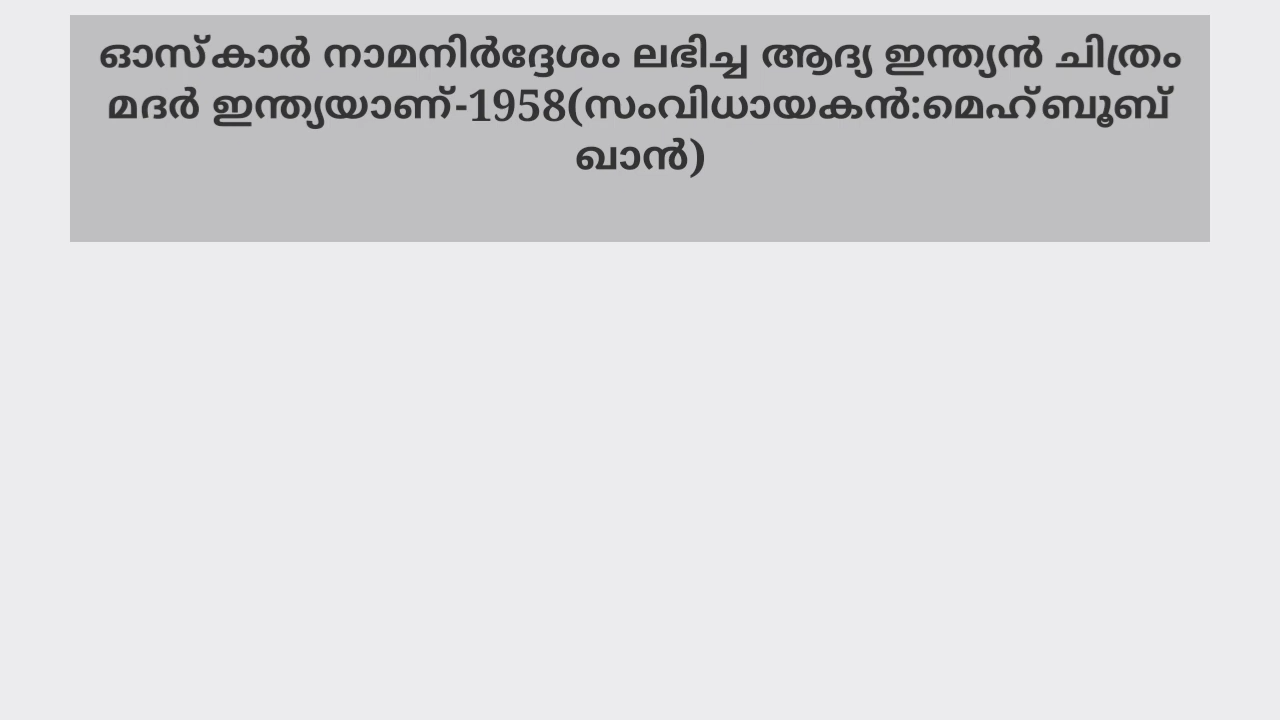 ഓസ്കാർ നാമനിർദ്ദേശം ലഭിച്ച ആദ്യ ഇന്ത്യൻ ചിത്രം
മദർ ഇന്ത്യയാണ്-1958(സംവിധായകൻ:മെഹ്ബൂബ്
ഖാൻ)